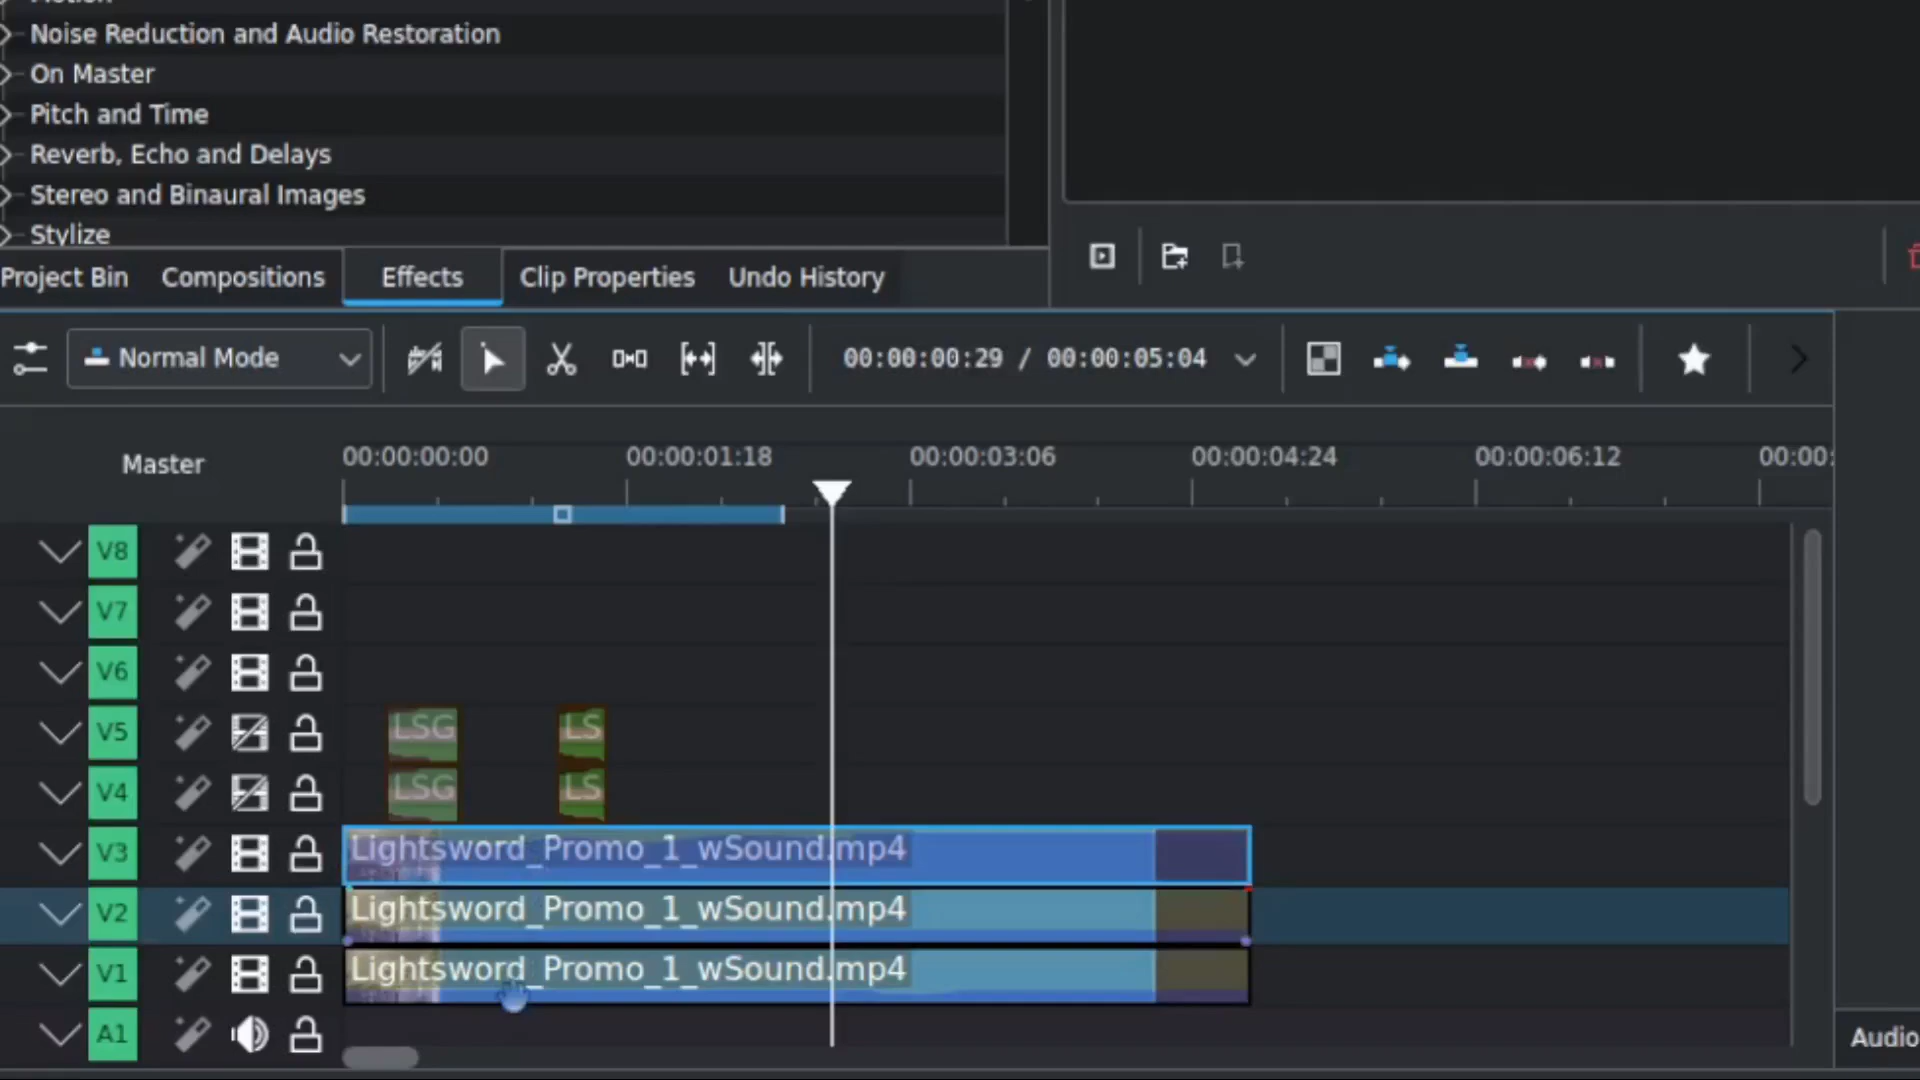 Noise Reduction and Audio Restoration
On Master
Pitch and Time
Reverb, Echo and Delays
Stereo and Binaural Images
Stylize
Project Bin Compositions Effects Clip Properties Undo History
Normal Mode 00:00:00:29 / 00:00:05:04
Master 00:00:00:00 00:00:01:18 00:00:03:06 00:00:04:24 00:00:06:12 00:00:
V8
V7
V6
V5 LSG LS
V4 LSG LS
V3 Lightsword_Promo_1_wSound.mp4
V2 Lightsword_Promo_1_wSound.mp4
V1 Lightsword_Promo_1_wSound.mp4
A1
Audio